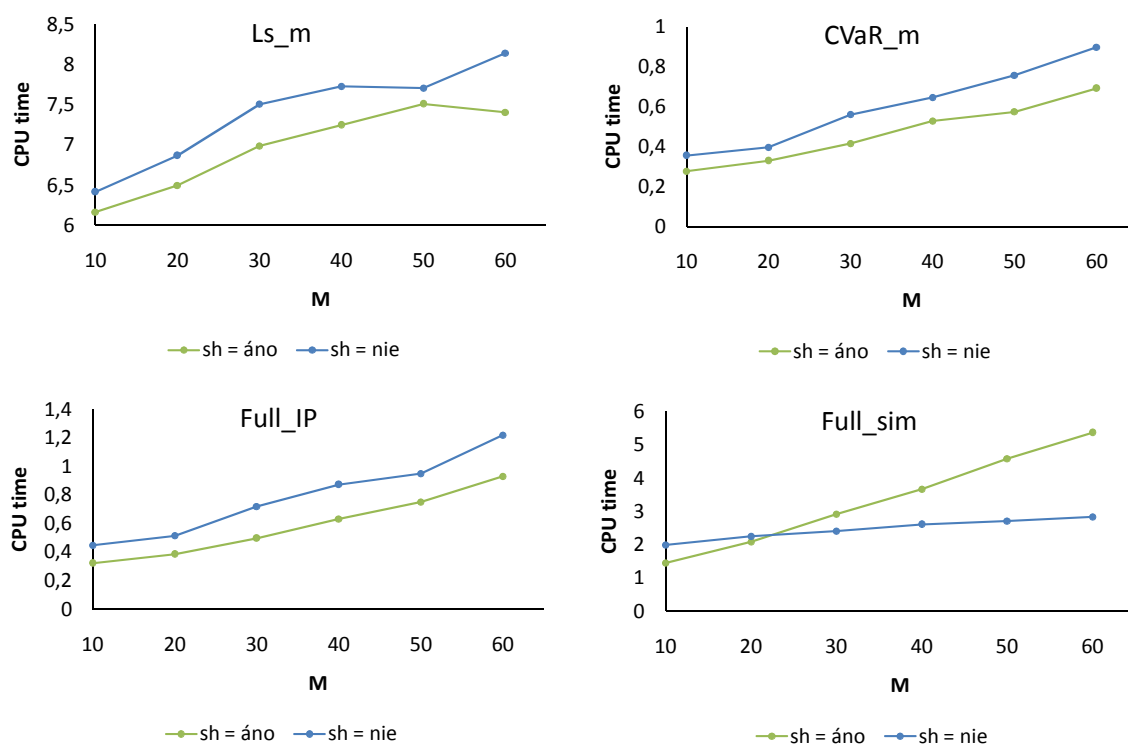 Ls_m
8,5
8
7,5
7
6,5
6
CPU time
10 20 30 40 50 60
M
sh = áno sh = nie
CVaR_m
1
0,8
0,6
0,4
0,2
0
CPU time
10 20 30 40 50 60
M
sh = áno sh = nie
Full_IP
1,4
1,2
1
0,8
0,6
0,4
0,2
0
CPU time
10 20 30 40 50 60
M
sh = áno sh = nie
Full_sim
6
5
4
3
2
1
0
CPU time
10 20 30 40 50 60
M
sh = áno sh = nie